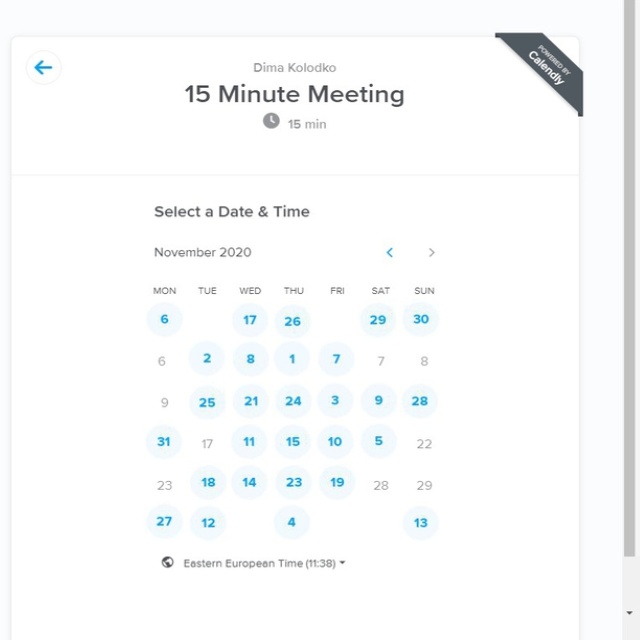 Dima Kolodko
15 Minute Meeting
15 min
POWERED BY
Calendly
Select a Date & Time
November 2020
MON TUE WED THU FRI SAT SUN
6 17 26 29 30
6 2 8 1 7 7 8
9 25 21 24 3 9 28
31 17 11 15 10 5 22
23 18 14 23 19 28 29
27 12 4 13
Eastern European Time (11:38)